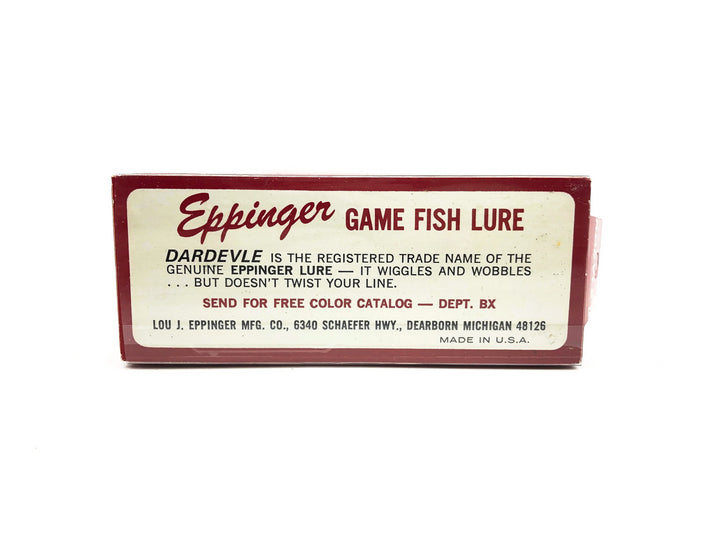 Eppinger GAME FISH LURE
DARDEVLE IS THE REGISTERED TRADE NAME OF THE
GENUINE EPPINGER LURE — IT WIGGLES AND WOBBLES
... BUT DOESN'T TWIST YOUR LINE.
SEND FOR FREE COLOR CATALOG — DEPT. BX
LOU J. EPPINGER MFG. CO., 6340 SCHAEFER HWY., DEARBORN MICHIGAN 48126
MADE IN U.S.A.